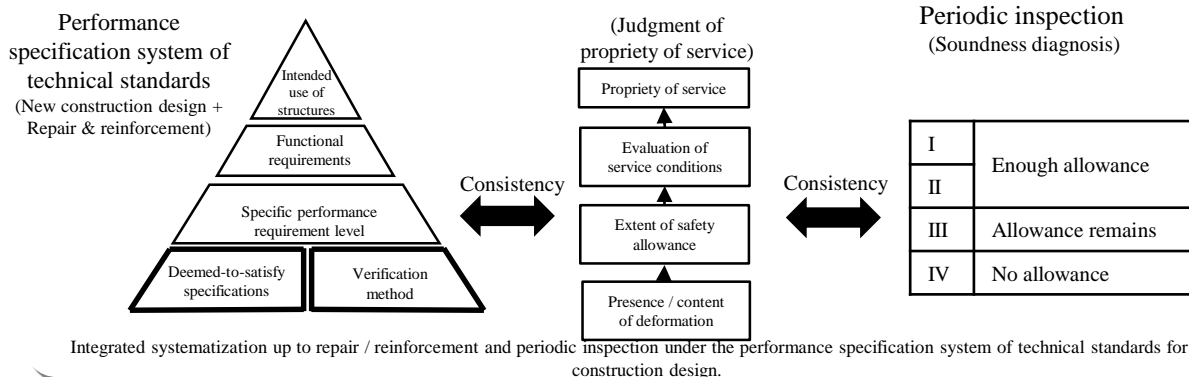 Performance
specification system of
technical standards
(New construction design +
Repair & reinforcement)
Intended
use of
structures
Functional
requirements
Specific performance
requirement level
Deemed-to-satisfy
specifications
Verification
method
Consistency
(Judgment of
propriety of service)
Propriety of service
Evaluation of
service conditions
Extent of safety
allowance
Presence / content
of deformation
Consistency
Periodic inspection
(Soundness diagnosis)
I
II
Enough allowance
III Allowance remains
IV No allowance
Integrated systematization up to repair / reinforcement and periodic inspection under the performance specification system of technical standards for
construction design.